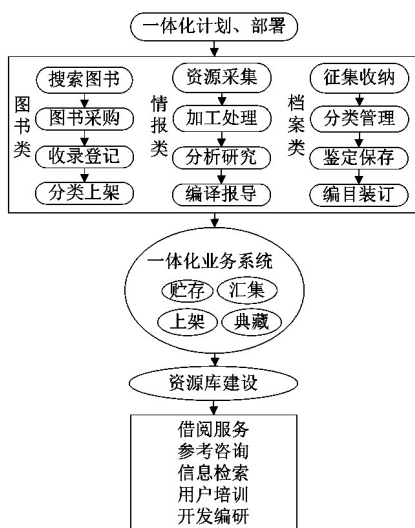 一体化计划、部署
图书类
搜索图书
图书采购
收录登记
分类上架
情报类
资源采集
加工处理
分析研究
编译报导
档案类
征集收纳
分类管理
鉴定保存
编目装订
一体化业务系统
贮存 汇集
上架 典藏
资源库建设
借阅服务
参考咨询
信息检索
用户培训
开发编研